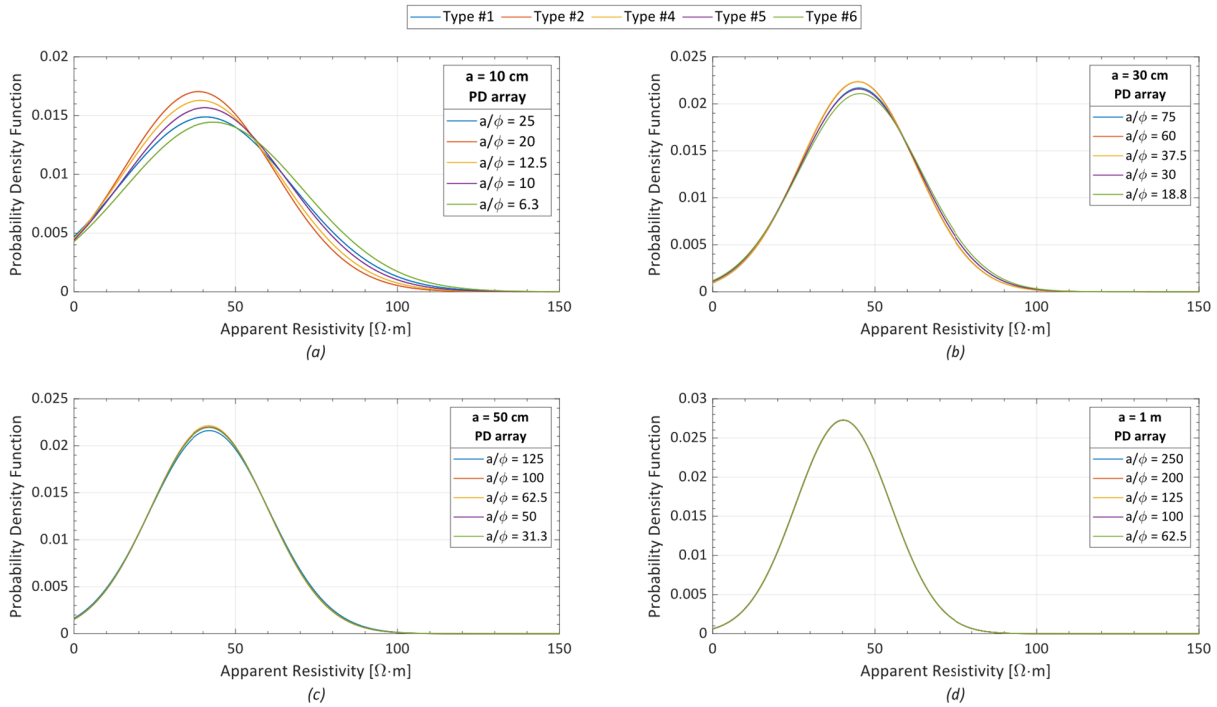 Type #1 Type #2 Type #4 Type #5 Type #6
0.02
0.015
0.01
0.005
0
0 50 100 150
Probability Density Function
Apparent Resistivity [Ω·m]
a = 10 cm
PD array
a/ϕ = 25
a/ϕ = 20
a/ϕ = 12.5
a/ϕ = 10
a/ϕ = 6.3
(a)
0.025
0.02
0.015
0.01
0.005
0
0 50 100 150
Probability Density Function
Apparent Resistivity [Ω·m]
a = 30 cm
PD array
a/ϕ = 75
a/ϕ = 60
a/ϕ = 37.5
a/ϕ = 30
a/ϕ = 18.8
(b)
0.025
0.02
0.015
0.01
0.005
0
0 50 100 150
Probability Density Function
Apparent Resistivity [Ω·m]
a = 50 cm
PD array
a/ϕ = 125
a/ϕ = 100
a/ϕ = 62.5
a/ϕ = 50
a/ϕ = 31.3
(c)
0.03
0.025
0.02
0.015
0.01
0.005
0
0 50 100 150
Probability Density Function
Apparent Resistivity [Ω·m]
a = 1 m
PD array
a/ϕ = 250
a/ϕ = 200
a/ϕ = 125
a/ϕ = 100
a/ϕ = 62.5
(d)